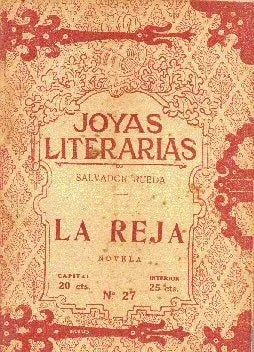 JOYAS
LITERARIAS
SALVADOR RUEDA
LA REJA
NOVELA
CAPITAL INTERIOR
20 cts. 25 cts.
Nº 27